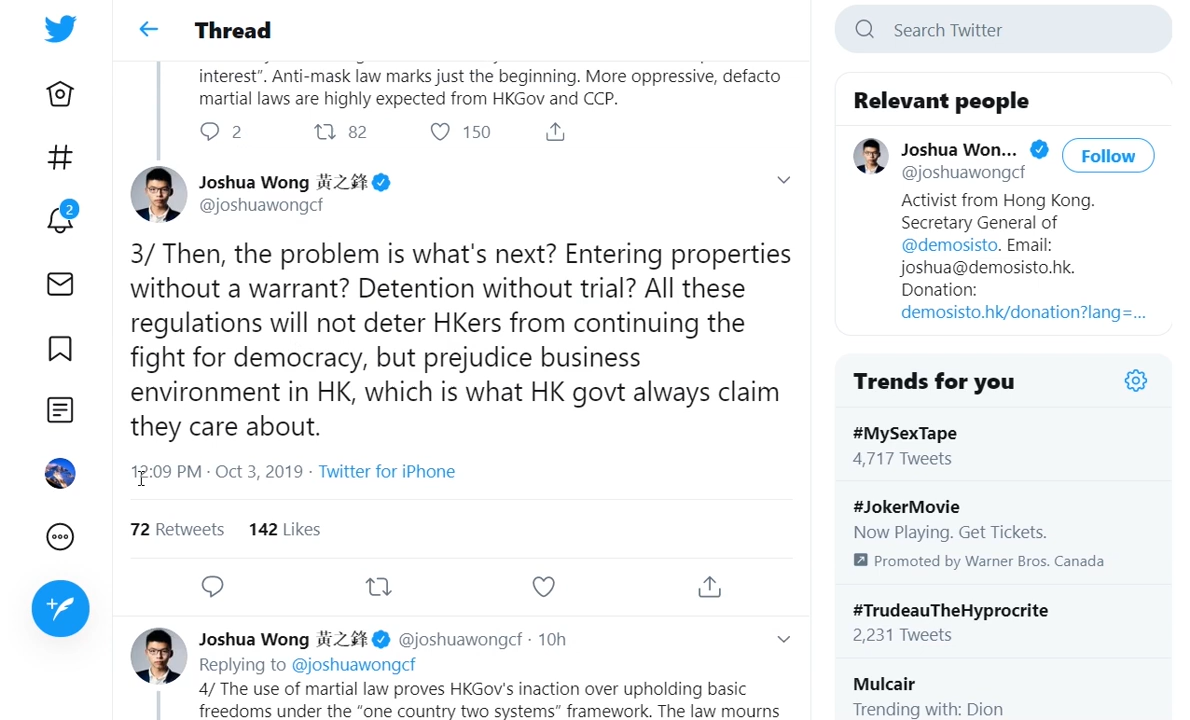 Thread
interest”. Anti-mask law marks just the beginning. More oppressive, defacto
martial laws are highly expected from HKGov and CCP.
2 82 150
Joshua Wong 黃之鋒
@joshuawongcf
3/ Then, the problem is what's next? Entering properties
without a warrant? Detention without trial? All these
regulations will not deter HKers from continuing the
fight for democracy, but prejudice business
environment in HK, which is what HK govt always claim
they care about.
12:09 PM · Oct 3, 2019 · Twitter for iPhone
72 Retweets 142 Likes
Joshua Wong 黃之鋒 @joshuawongcf · 10h
Replying to @joshuawongcf
4/ The use of martial law proves HKGov's inaction over upholding basic
freedoms under the “one country two systems” framework. The law mourns
2
Search Twitter
Relevant people
Joshua Won...
@joshuawongcf
Follow
Activist from Hong Kong.
Secretary General of
@demosisto. Email:
joshua@demosisto.hk.
Donation:
demosisto.hk/donation?lang=...
Trends for you
#MySexTape
4,717 Tweets
#JokerMovie
Now Playing. Get Tickets.
Promoted by Warner Bros. Canada
#TrudeauTheHyprocrite
2,231 Tweets
Mulcair
Trending with: Dion